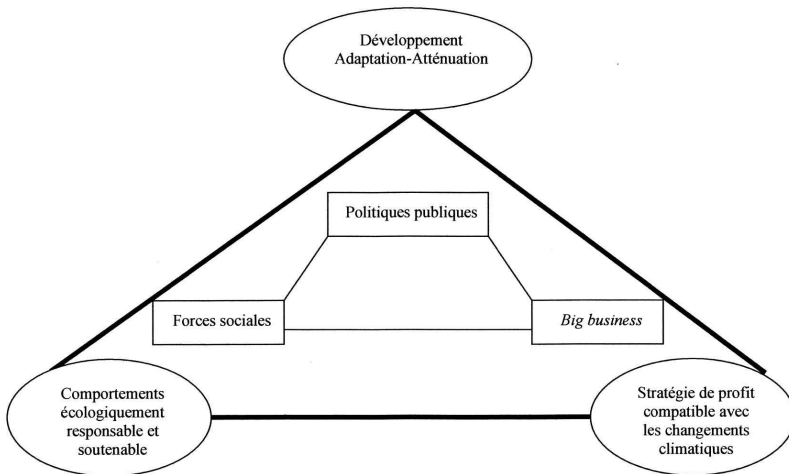 Développement
Adaptation-Atténuation
Politiques publiques
Forces sociales
Big business
Comportements
écologiquement
responsable et
soutenable
Stratégie de profit
compatible avec
les changements
climatiques